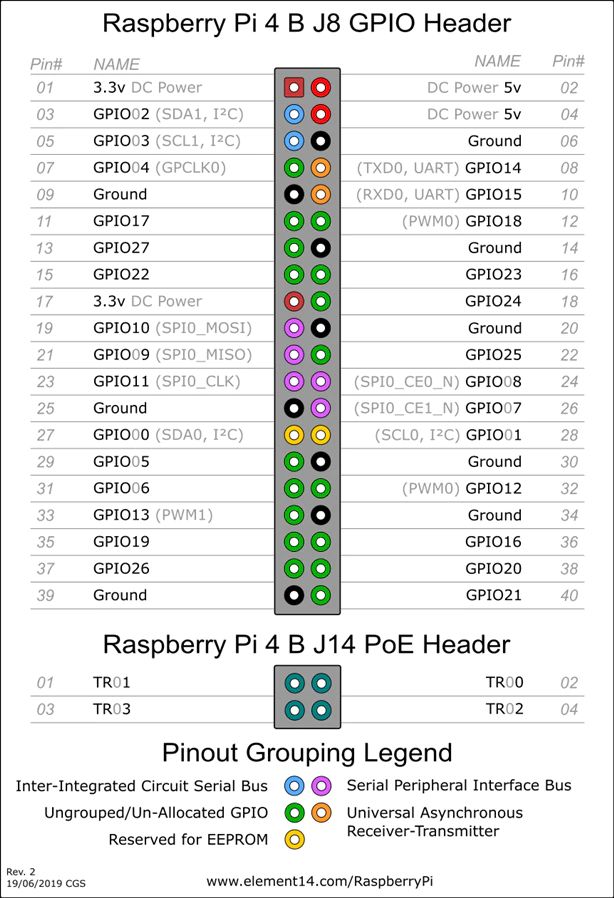 Raspberry Pi 4 B J8 GPIO Header
Pin# NAME NAME Pin#
01 3.3v DC Power DC Power 5v 02
03 GPIO02 (SDA1, I²C) DC Power 5v 04
05 GPIO03 (SCL1, I²C) Ground 06
07 GPIO04 (GPCLK0) (TXD0, UART) GPIO14 08
09 Ground (RXD0, UART) GPIO15 10
11 GPIO17 (PWM0) GPIO18 12
13 GPIO27 Ground 14
15 GPIO22 GPIO23 16
17 3.3v DC Power GPIO24 18
19 GPIO10 (SPI0_MOSI) Ground 20
21 GPIO09 (SPI0_MISO) GPIO25 22
23 GPIO11 (SPI0_CLK) (SPI0_CE0_N) GPIO08 24
25 Ground (SPI0_CE1_N) GPIO07 26
27 GPIO00 (SDA0, I²C) (SCL0, I²C) GPIO01 28
29 GPIO05 Ground 30
31 GPIO06 (PWM0) GPIO12 32
33 GPIO13 (PWM1) Ground 34
35 GPIO19 GPIO16 36
37 GPIO26 GPIO20 38
39 Ground GPIO21 40
Raspberry Pi 4 B J14 PoE Header
01 TR01 TR00 02
03 TR03 TR02 04
Pinout Grouping Legend
Inter-Integrated Circuit Serial Bus Serial Peripheral Interface Bus
Ungrouped/Un-Allocated GPIO Universal Asynchronous
Receiver-Transmitter
Reserved for EEPROM
Rev. 2
19/06/2019 CGS www.element14.com/RaspberryPi